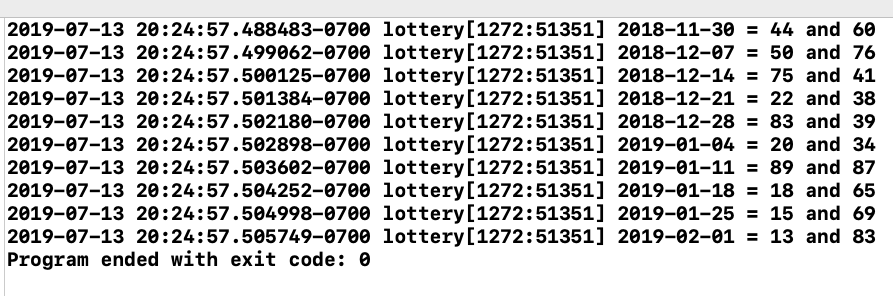 2019-07-13 20:24:57.488483-0700 lottery[1272:51351] 2018-11-30 = 44 and 60
2019-07-13 20:24:57.499062-0700 lottery[1272:51351] 2018-12-07 = 50 and 76
2019-07-13 20:24:57.500125-0700 lottery[1272:51351] 2018-12-14 = 75 and 41
2019-07-13 20:24:57.501384-0700 lottery[1272:51351] 2018-12-21 = 22 and 38
2019-07-13 20:24:57.502180-0700 lottery[1272:51351] 2018-12-28 = 83 and 39
2019-07-13 20:24:57.502898-0700 lottery[1272:51351] 2019-01-04 = 20 and 34
2019-07-13 20:24:57.503602-0700 lottery[1272:51351] 2019-01-11 = 89 and 87
2019-07-13 20:24:57.504252-0700 lottery[1272:51351] 2019-01-18 = 18 and 65
2019-07-13 20:24:57.504998-0700 lottery[1272:51351] 2019-01-25 = 15 and 69
2019-07-13 20:24:57.505749-0700 lottery[1272:51351] 2019-02-01 = 13 and 83
Program ended with exit code: 0